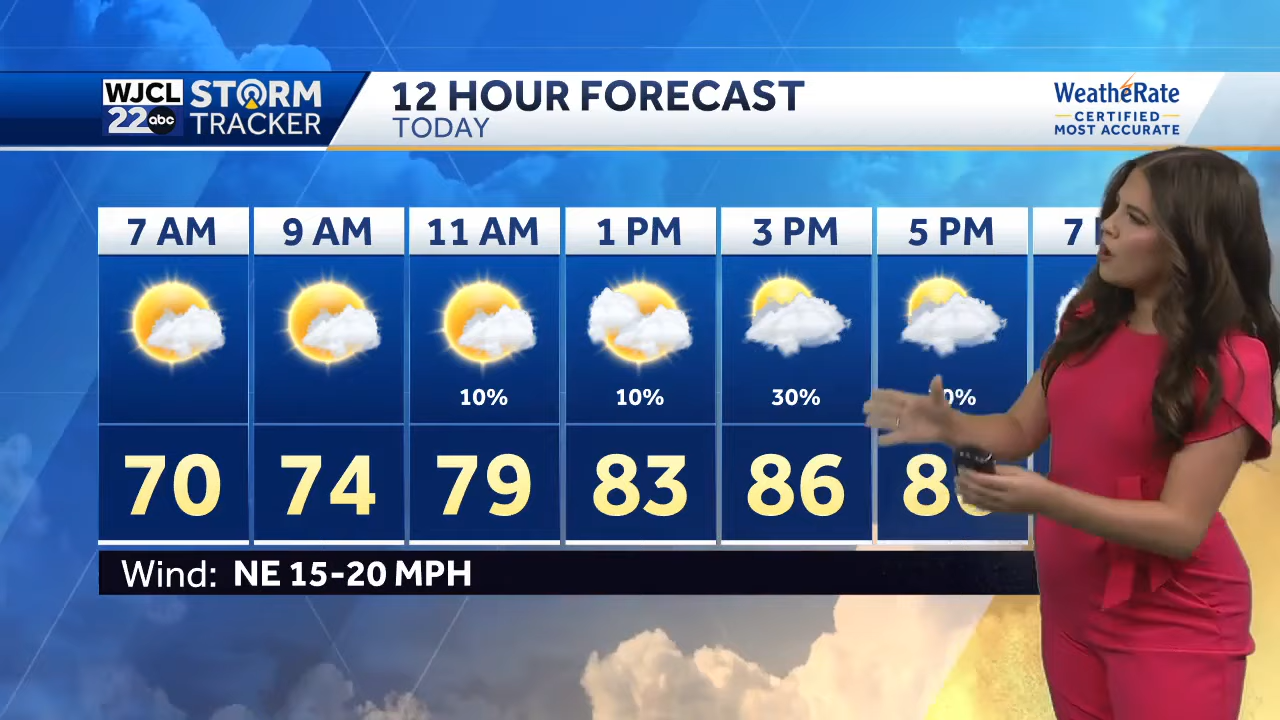 WJCL
22 abc
STORM
TRACKER
12 HOUR FORECAST
TODAY
WeatheRate
CERTIFIED
MOST ACCURATE
7 AM
9 AM
11 AM
1 PM
3 PM
5 PM
7
10%
10%
30%
70
74
79
83
86
Wind: NE 15-20 MPH